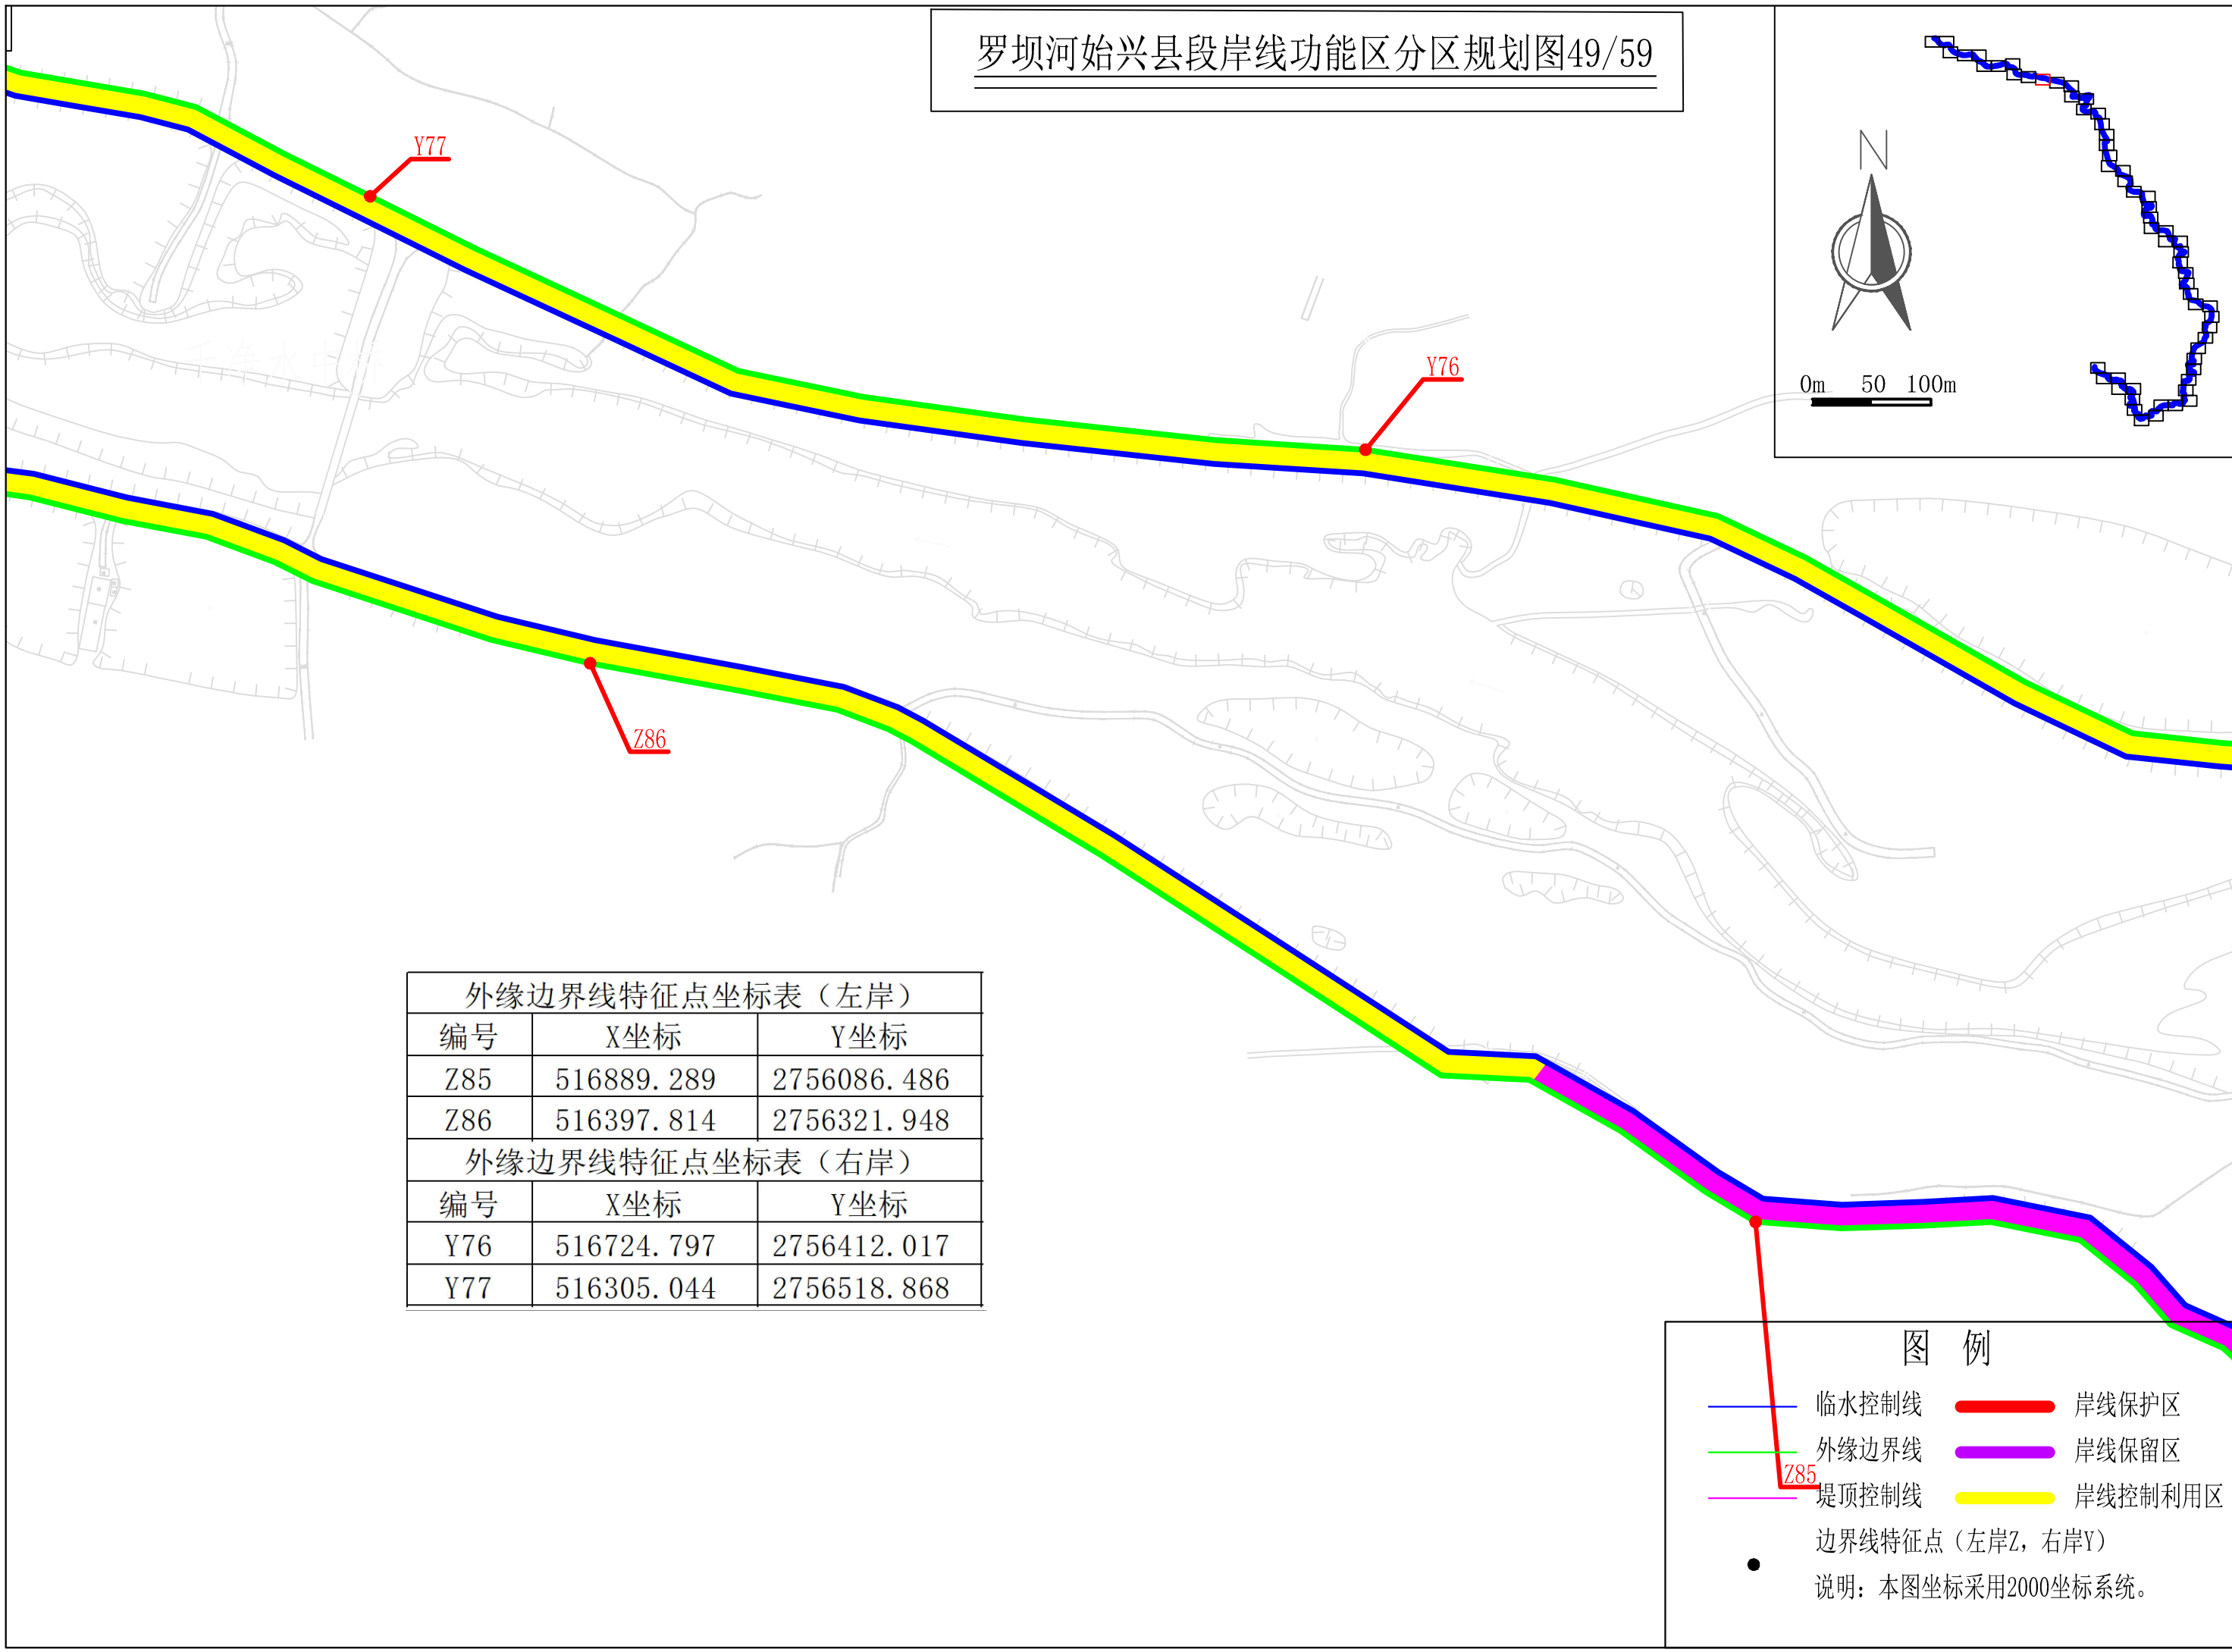 罗坝河始兴县段岸线功能区分区规划图49/59
N
0m 50 100m
Y77
Y76
Z86
外缘边界线特征点坐标表（左岸）
编号 X坐标 Y坐标
Z85 516889.289 2756086.486
Z86 516397.814 2756321.948
外缘边界线特征点坐标表（右岸）
编号 X坐标 Y坐标
Y76 516724.797 2756412.017
Y77 516305.044 2756518.868
图 例
临水控制线 岸线保护区
外缘边界线 岸线保留区
Z85
堤顶控制线 岸线控制利用区
边界线特征点（左岸Z，右岸Y）
说明：本图坐标采用2000坐标系统。